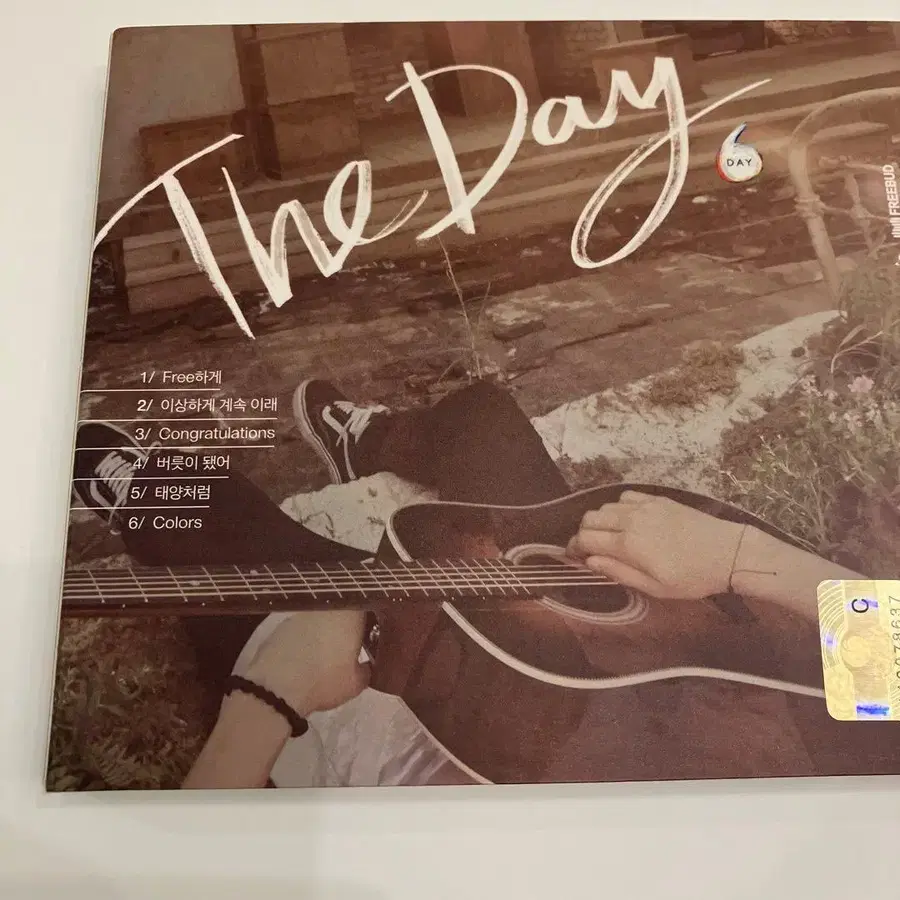 The Day
6
DAY
FREEBUD
1/ Free하게
2/ 이상하게 계속 이래
3/ Congratulations
4/ 버릇이 됐어
5/ 태양처럼
6/ Colors
C